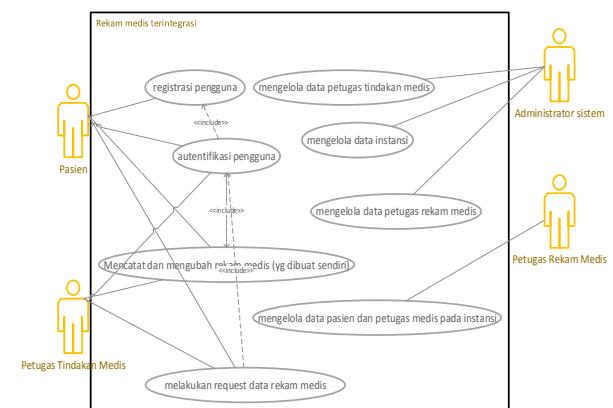 Rekam medis terintegrasi
registrasi pengguna
mengelola data petugas tindakan medis
Administrator sistem
<<include>>
mengelola data instansi
autentifikasi pengguna
Pasien
<<include>>
mengelola data petugas rekam medis
Petugas Rekam Medis
Mencatat dan mengubah rekam medis (yg dibuat sendiri)
<<include>>
mengelola data pasien dan petugas medis pada instansi
Petugas Tindakan Medis
melakukan request data rekam medis